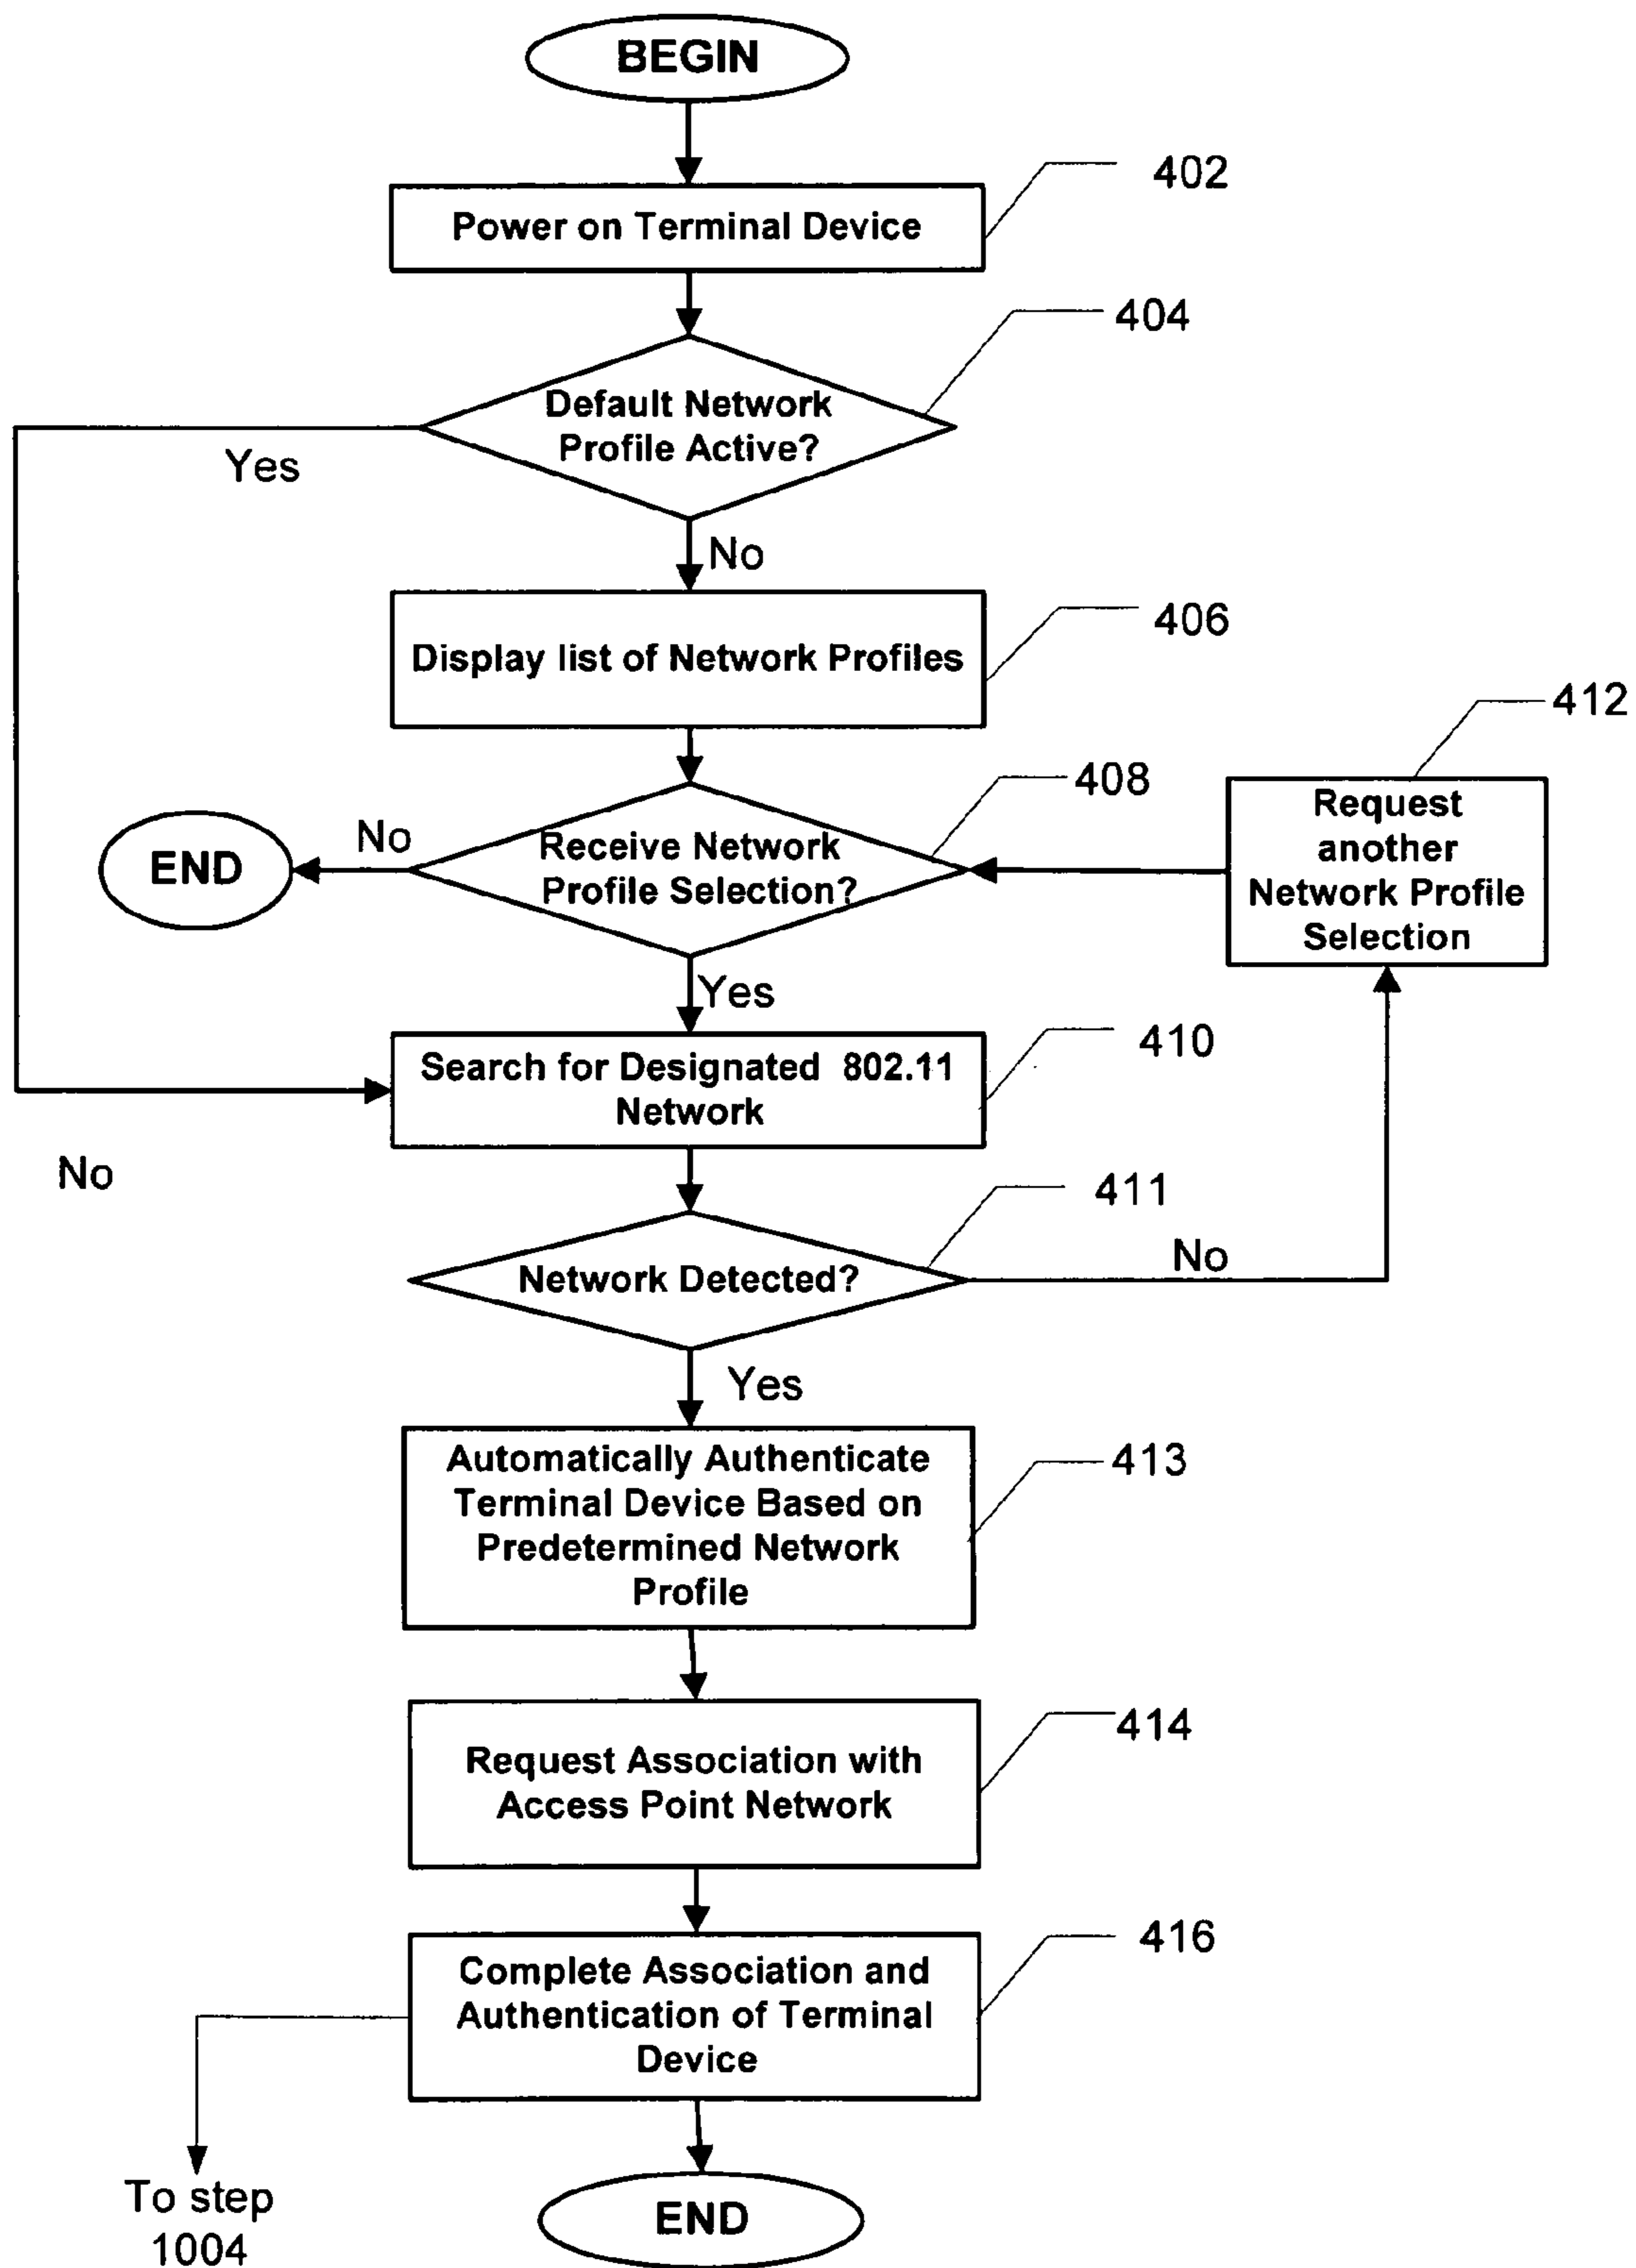 BEGIN
402
Power on Terminal Device
404
Default Network
Profile Active?
Yes
No
406
Display list of Network Profiles
412
408
Request
another
Network Profile
Selection
END
No
Receive Network
Profile Selection?
Yes
410
Search for Designated 802.11
Network
No
411
Network Detected?
No
Yes
413
Automatically Authenticate
Terminal Device Based on
Predetermined Network
Profile
414
Request Association with
Access Point Network
416
Complete Association and
Authentication of Terminal
Device
To step
1004
END